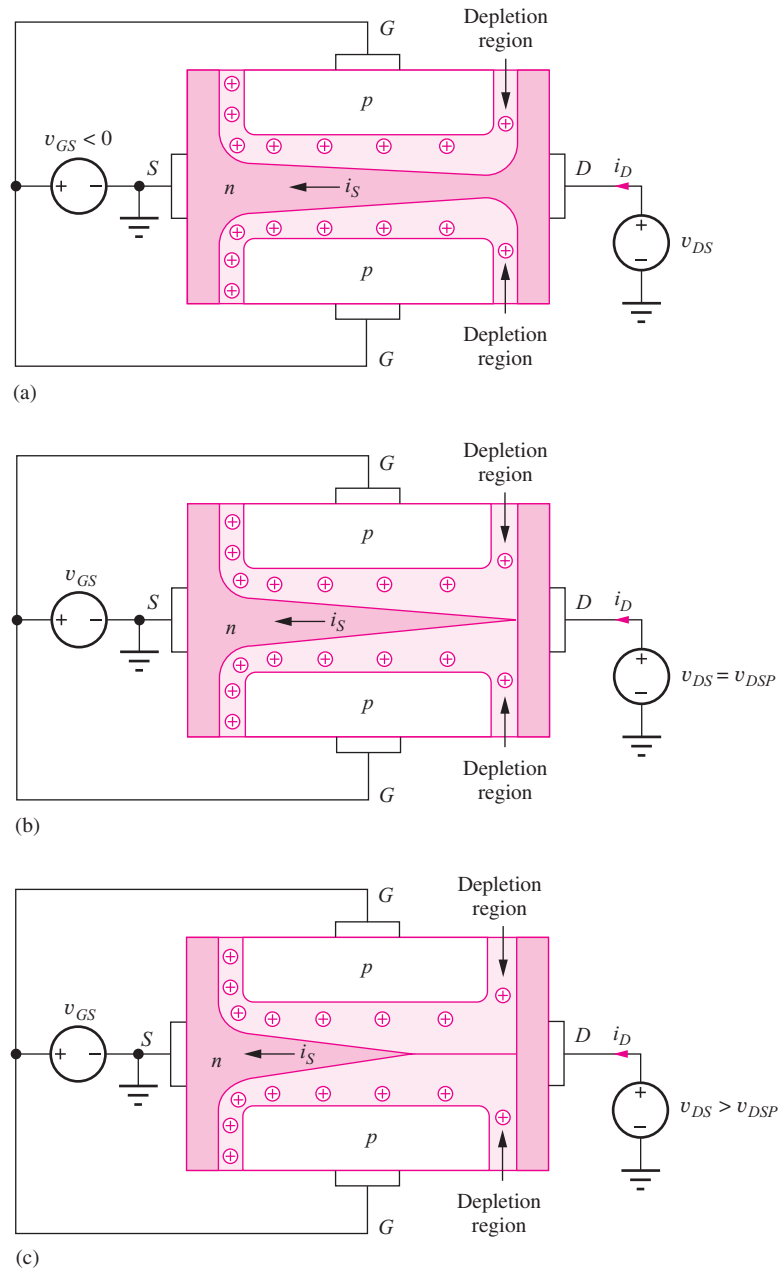 G
Depletion
region
p
v_GS < 0
+ −
S
n
i_S
D
i_D
+
−
v_DS
p
G
Depletion
region
(a)
G
Depletion
region
p
v_GS
+ −
S
n
i_S
D
i_D
+
−
v_DS = v_DSP
p
G
Depletion
region
(b)
G
Depletion
region
p
v_GS
+ −
S
n
i_S
D
i_D
+
−
v_DS > v_DSP
p
G
Depletion
region
(c)